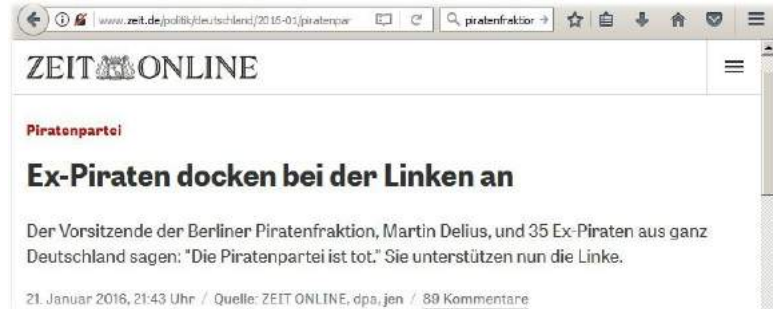 www.zeit.de/politik/deutschland/2016-01/piratenpar
piratenfraktior
ZEIT ONLINE
Piratenpartei
Ex-Piraten docken bei der Linken an
Der Vorsitzende der Berliner Piratenfraktion, Martin Delius, und 35 Ex-Piraten aus ganz
Deutschland sagen: "Die Piratenpartei ist tot." Sie unterstützen nun die Linke.
21. Januar 2016, 21:43 Uhr / Quelle: ZEIT ONLINE, dpa, jen / 89 Kommentare